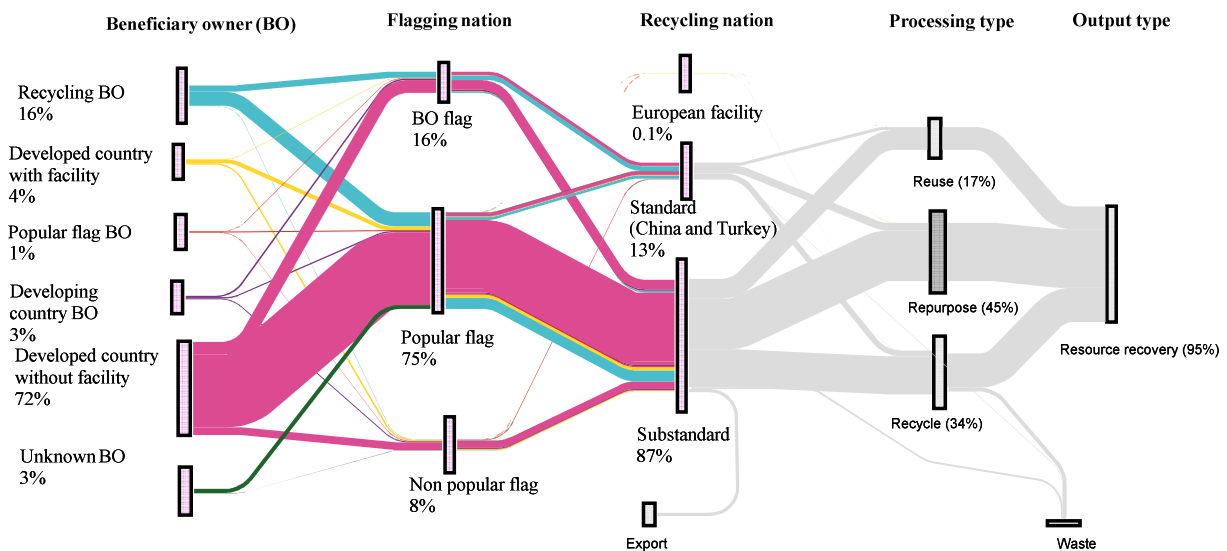 Beneficiary owner (BO)
Flagging nation
Recycling nation
Processing type
Output type
Recycling BO
16%
Developed country
with facility
4%
Popular flag BO
1%
Developing
country BO
3%
Developed country
without facility
72%
Unknown BO
3%
BO flag
16%
Popular flag
75%
Non popular flag
8%
European facility
0.1%
Standard
(China and Turkey)
13%
Substandard
87%
Export
Reuse (17%)
Repurpose (45%)
Recycle (34%)
Resource recovery (95%)
Waste